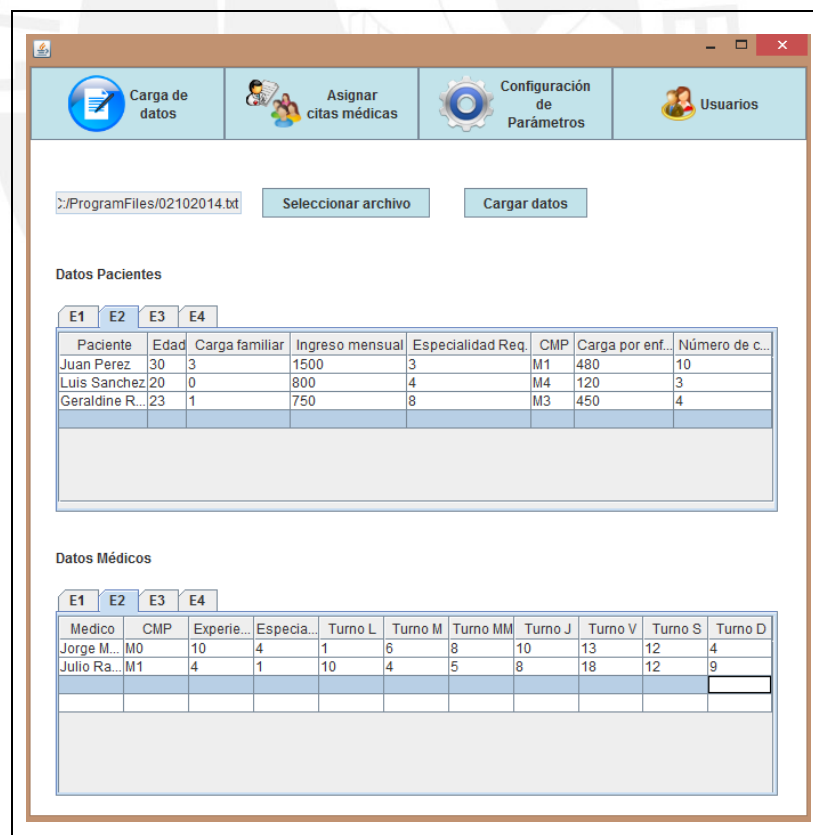 Carga de
datos
Asignar
citas médicas
Configuración
de
Parámetros
Usuarios
C:/ProgramFiles/02102014.txt Seleccionar archivo Cargar datos
Datos Pacientes
E1 E2 E3 E4
Paciente Edad Carga familiar Ingreso mensual Especialidad Req. CMP Carga por enf... Número de c...
Juan Perez 30 3 1500 3 M1 480 10
Luis Sanchez 20 0 800 4 M4 120 3
Geraldine R... 23 1 750 8 M3 450 4
Datos Médicos
E1 E2 E3 E4
Medico CMP Experie... Especia... Turno L Turno M Turno MM Turno J Turno V Turno S Turno D
Jorge M... M0 10 4 1 6 8 10 13 12 4
Julio Ra... M1 4 1 10 4 5 8 18 12 9